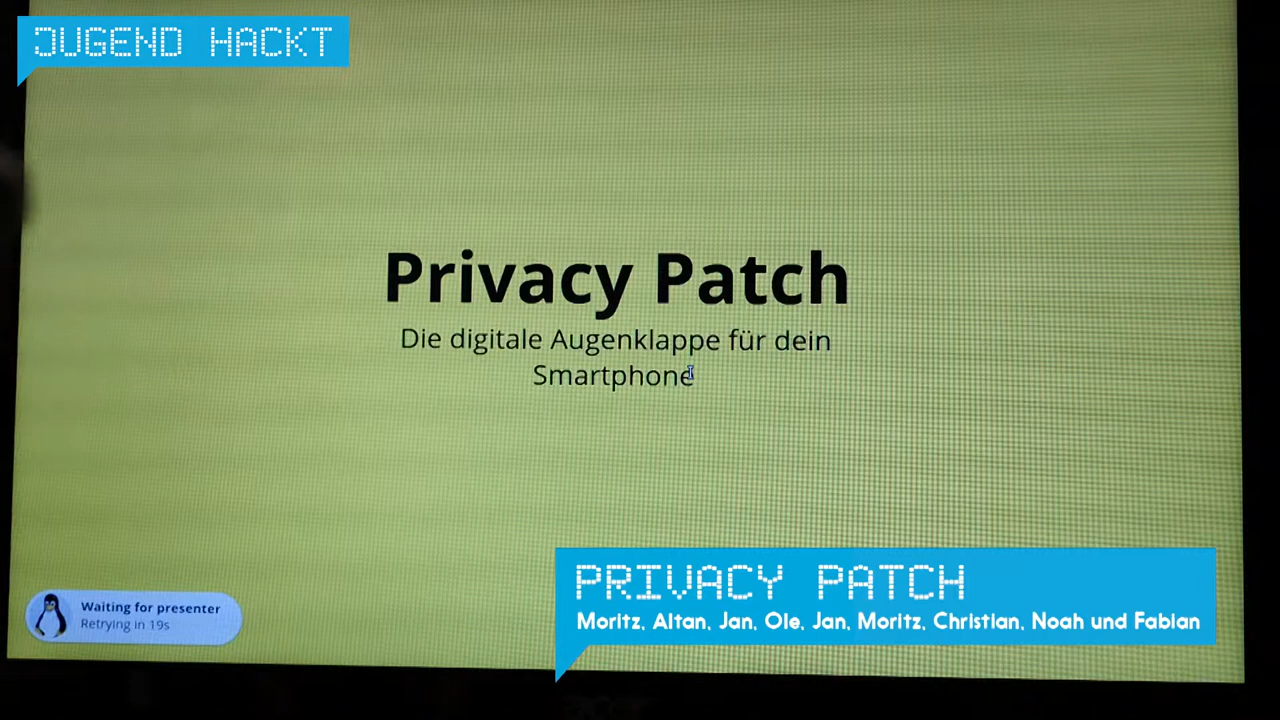 JUGEND HACKT
Privacy Patch
Die digitale Augenklappe für dein
Smartphone
Waiting for presenter
Retrying in 19s
PRIVACY PATCH
Moritz, Altan, Jan, Ole, Jan, Moritz, Christian, Noah und Fabian